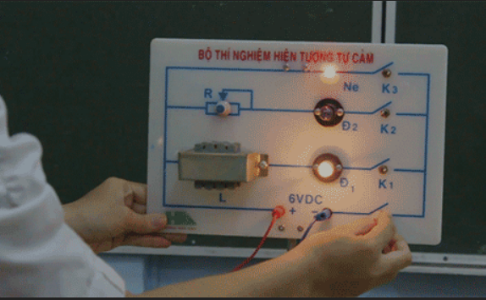 BỘ THÍ NGHIỆM HIỆN TƯỢNG TỰ CẢM
Ne K3
R
Đ2 K2
L Đ1 K1
6VDC
+ -